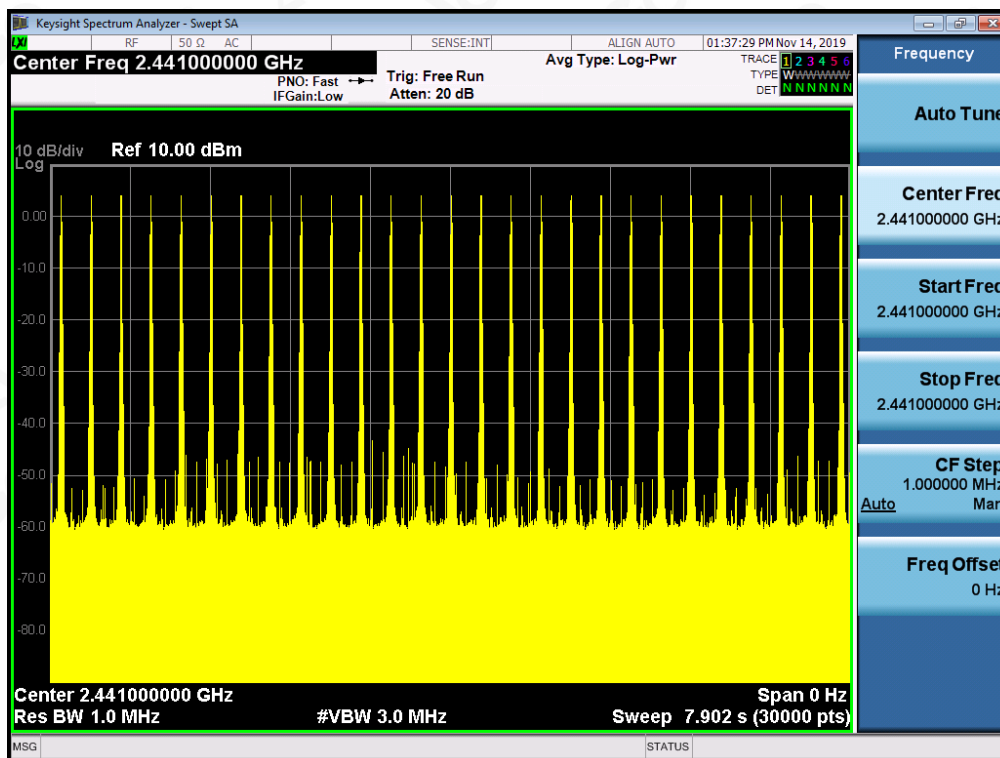 Keysight Spectrum Analyzer - Swept SA
LXI RF 50 Ω AC SENSE:INT ALIGN AUTO 01:37:29 PM Nov 14, 2019
Center Freq 2.441000000 GHz
PNO: Fast
IFGain:Low
Trig: Free Run
Atten: 20 dB
Avg Type: Log-Pwr
TRACE 1 2 3 4 5 6
TYPE W
DET N N N N N N
10 dB/div Ref 10.00 dBm
Log
0.00
-10.0
-20.0
-30.0
-40.0
-50.0
-60.0
-70.0
-80.0
Center 2.441000000 GHz Span 0 Hz
Res BW 1.0 MHz #VBW 3.0 MHz Sweep 7.902 s (30000 pts)
MSG STATUS
Frequency
Auto Tune
Center Freq
2.441000000 GHz
Start Freq
2.441000000 GHz
Stop Freq
2.441000000 GHz
CF Step
1.000000 MHz
Auto Man
Freq Offset
0 Hz